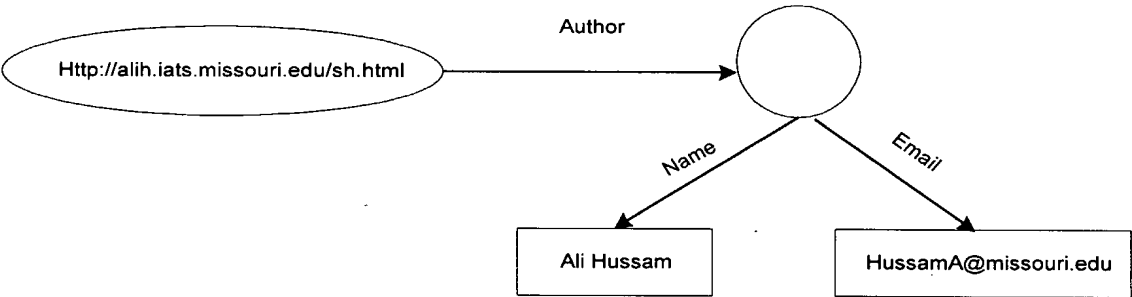 Author
Http://alih.iats.missouri.edu/sh.html
Name
Email
Ali Hussam
HussamA@missouri.edu